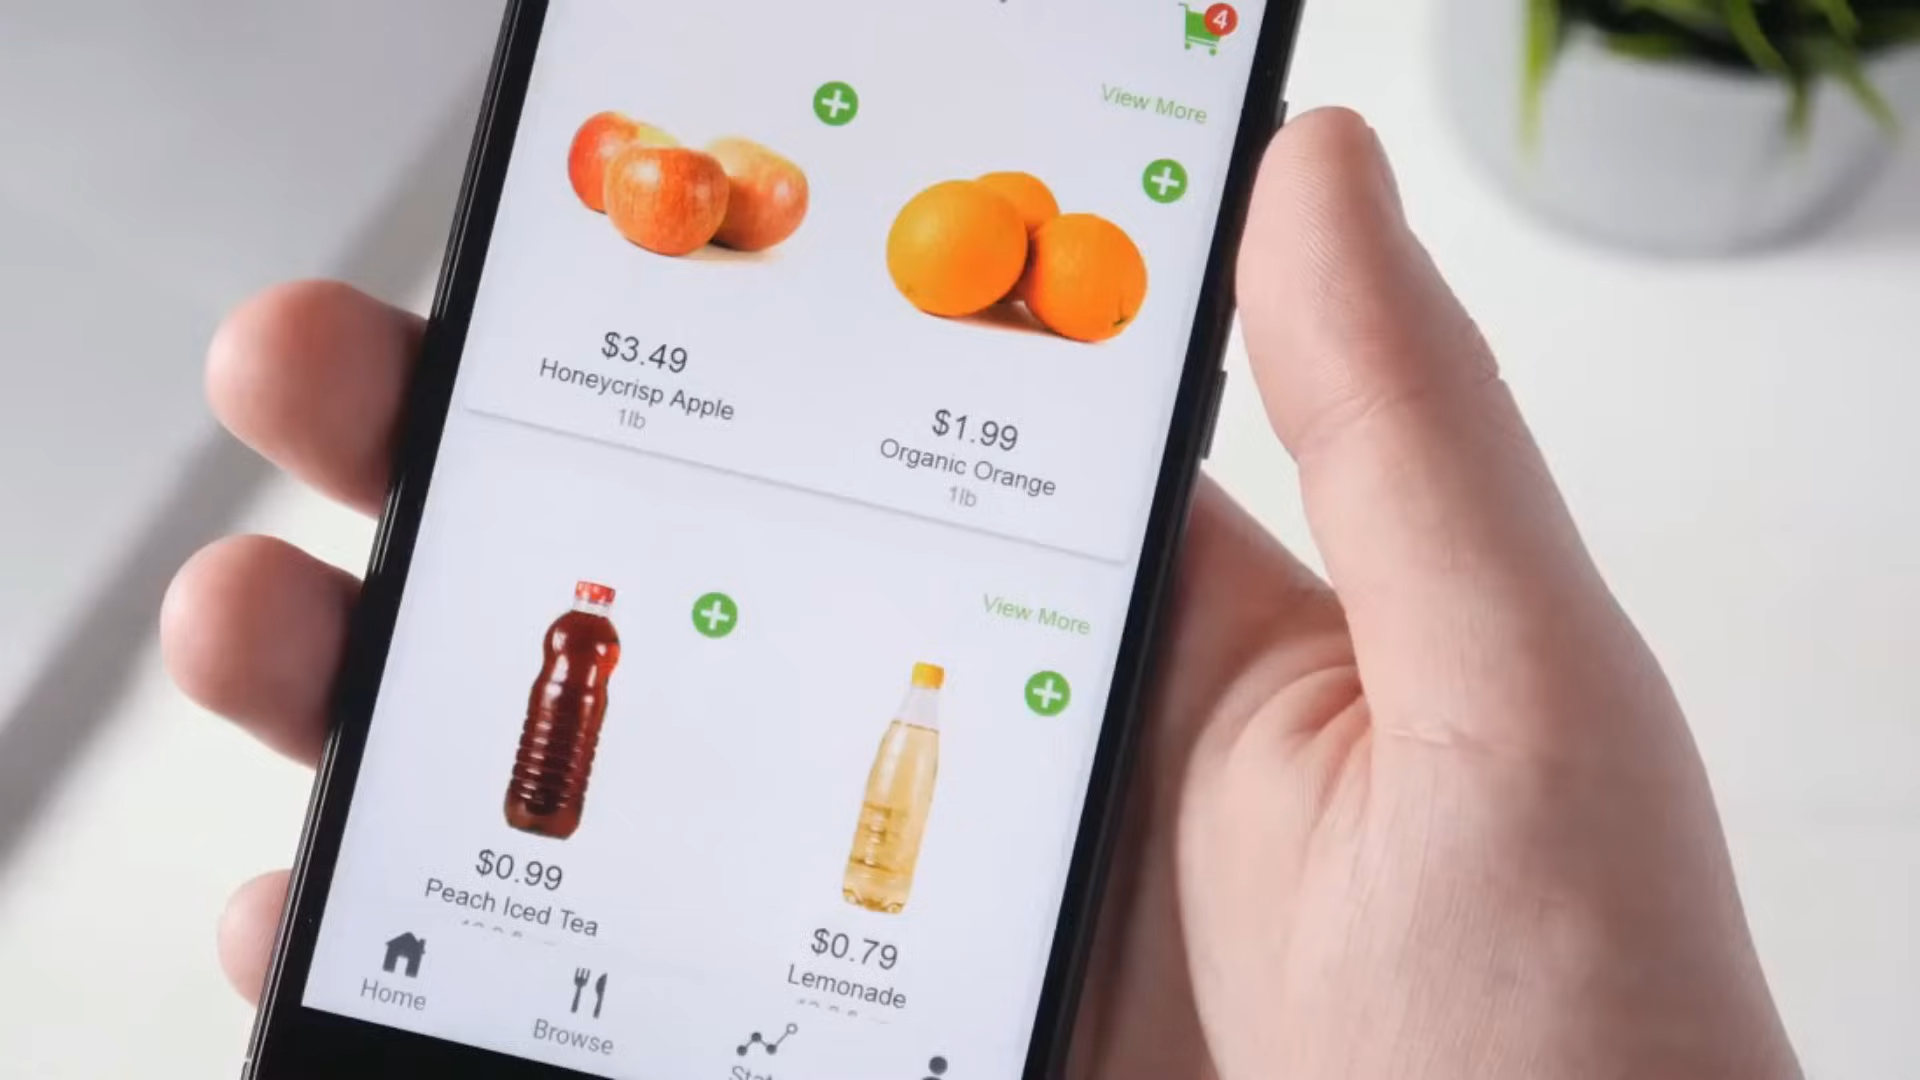 4
View More
$3.49
Honeycrisp Apple
1lb
$1.99
Organic Orange
1lb
View More
$0.99
Peach Iced Tea
$0.79
Lemonade
Home
Browse